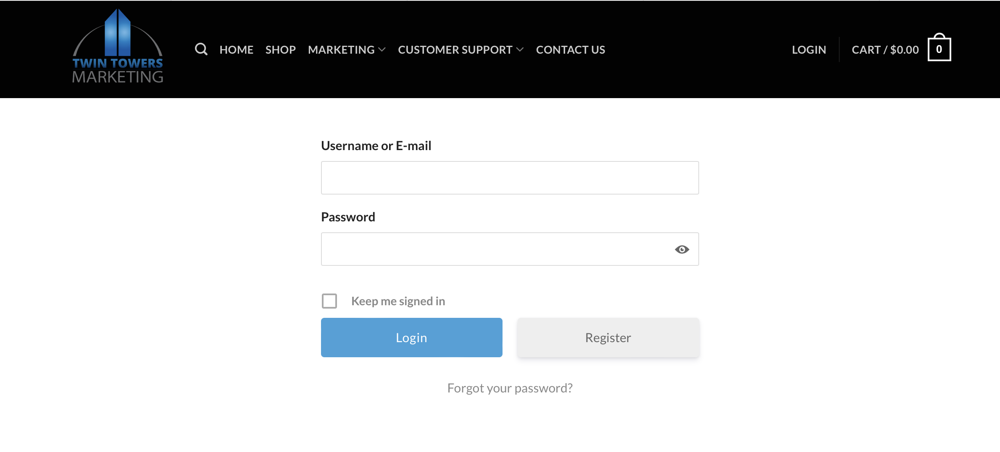 TWIN TOWERS
MARKETING
HOME SHOP MARKETING CUSTOMER SUPPORT CONTACT US LOGIN CART / $0.00 0
Username or E-mail
Password
Keep me signed in
Login Register
Forgot your password?